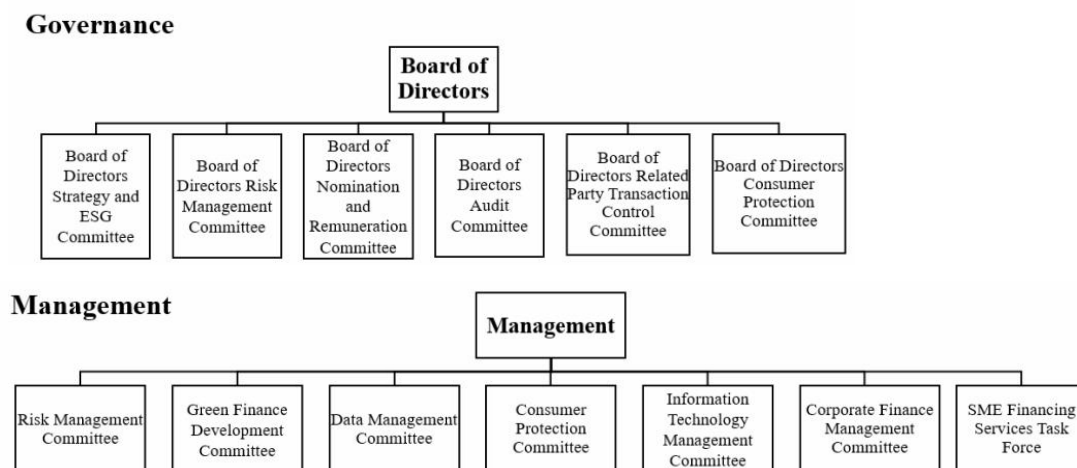 Governance
Board of
Directors
Board of
Directors
Strategy and
ESG
Committee
Board of
Directors Risk
Management
Committee
Board of
Directors
Nomination
and
Remuneration
Committee
Board of
Directors
Audit
Committee
Board of
Directors Related
Party Transaction
Control
Committee
Board of Directors
Consumer
Protection
Committee
Management
Management
Risk Management
Committee
Green Finance
Development
Committee
Data Management
Committee
Consumer
Protection
Committee
Information
Technology
Management
Committee
Corporate Finance
Management
Committee
SME Financing
Services Task
Force